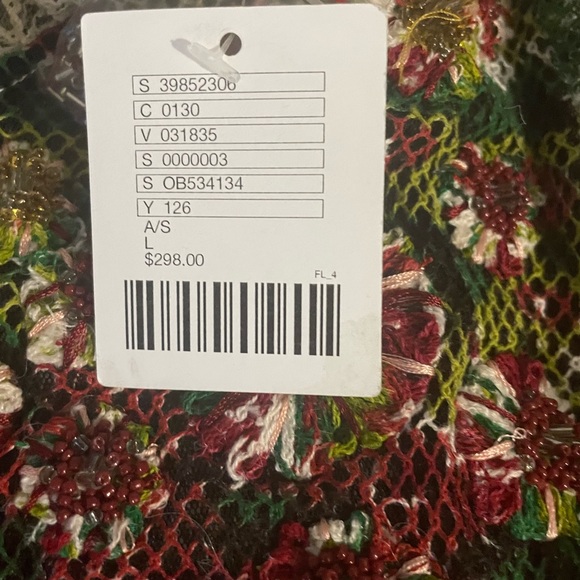 S 39852306
C 0130
V 031835
S 0000003
S OB534134
Y 126
A/S
L
$298.00
FL_4